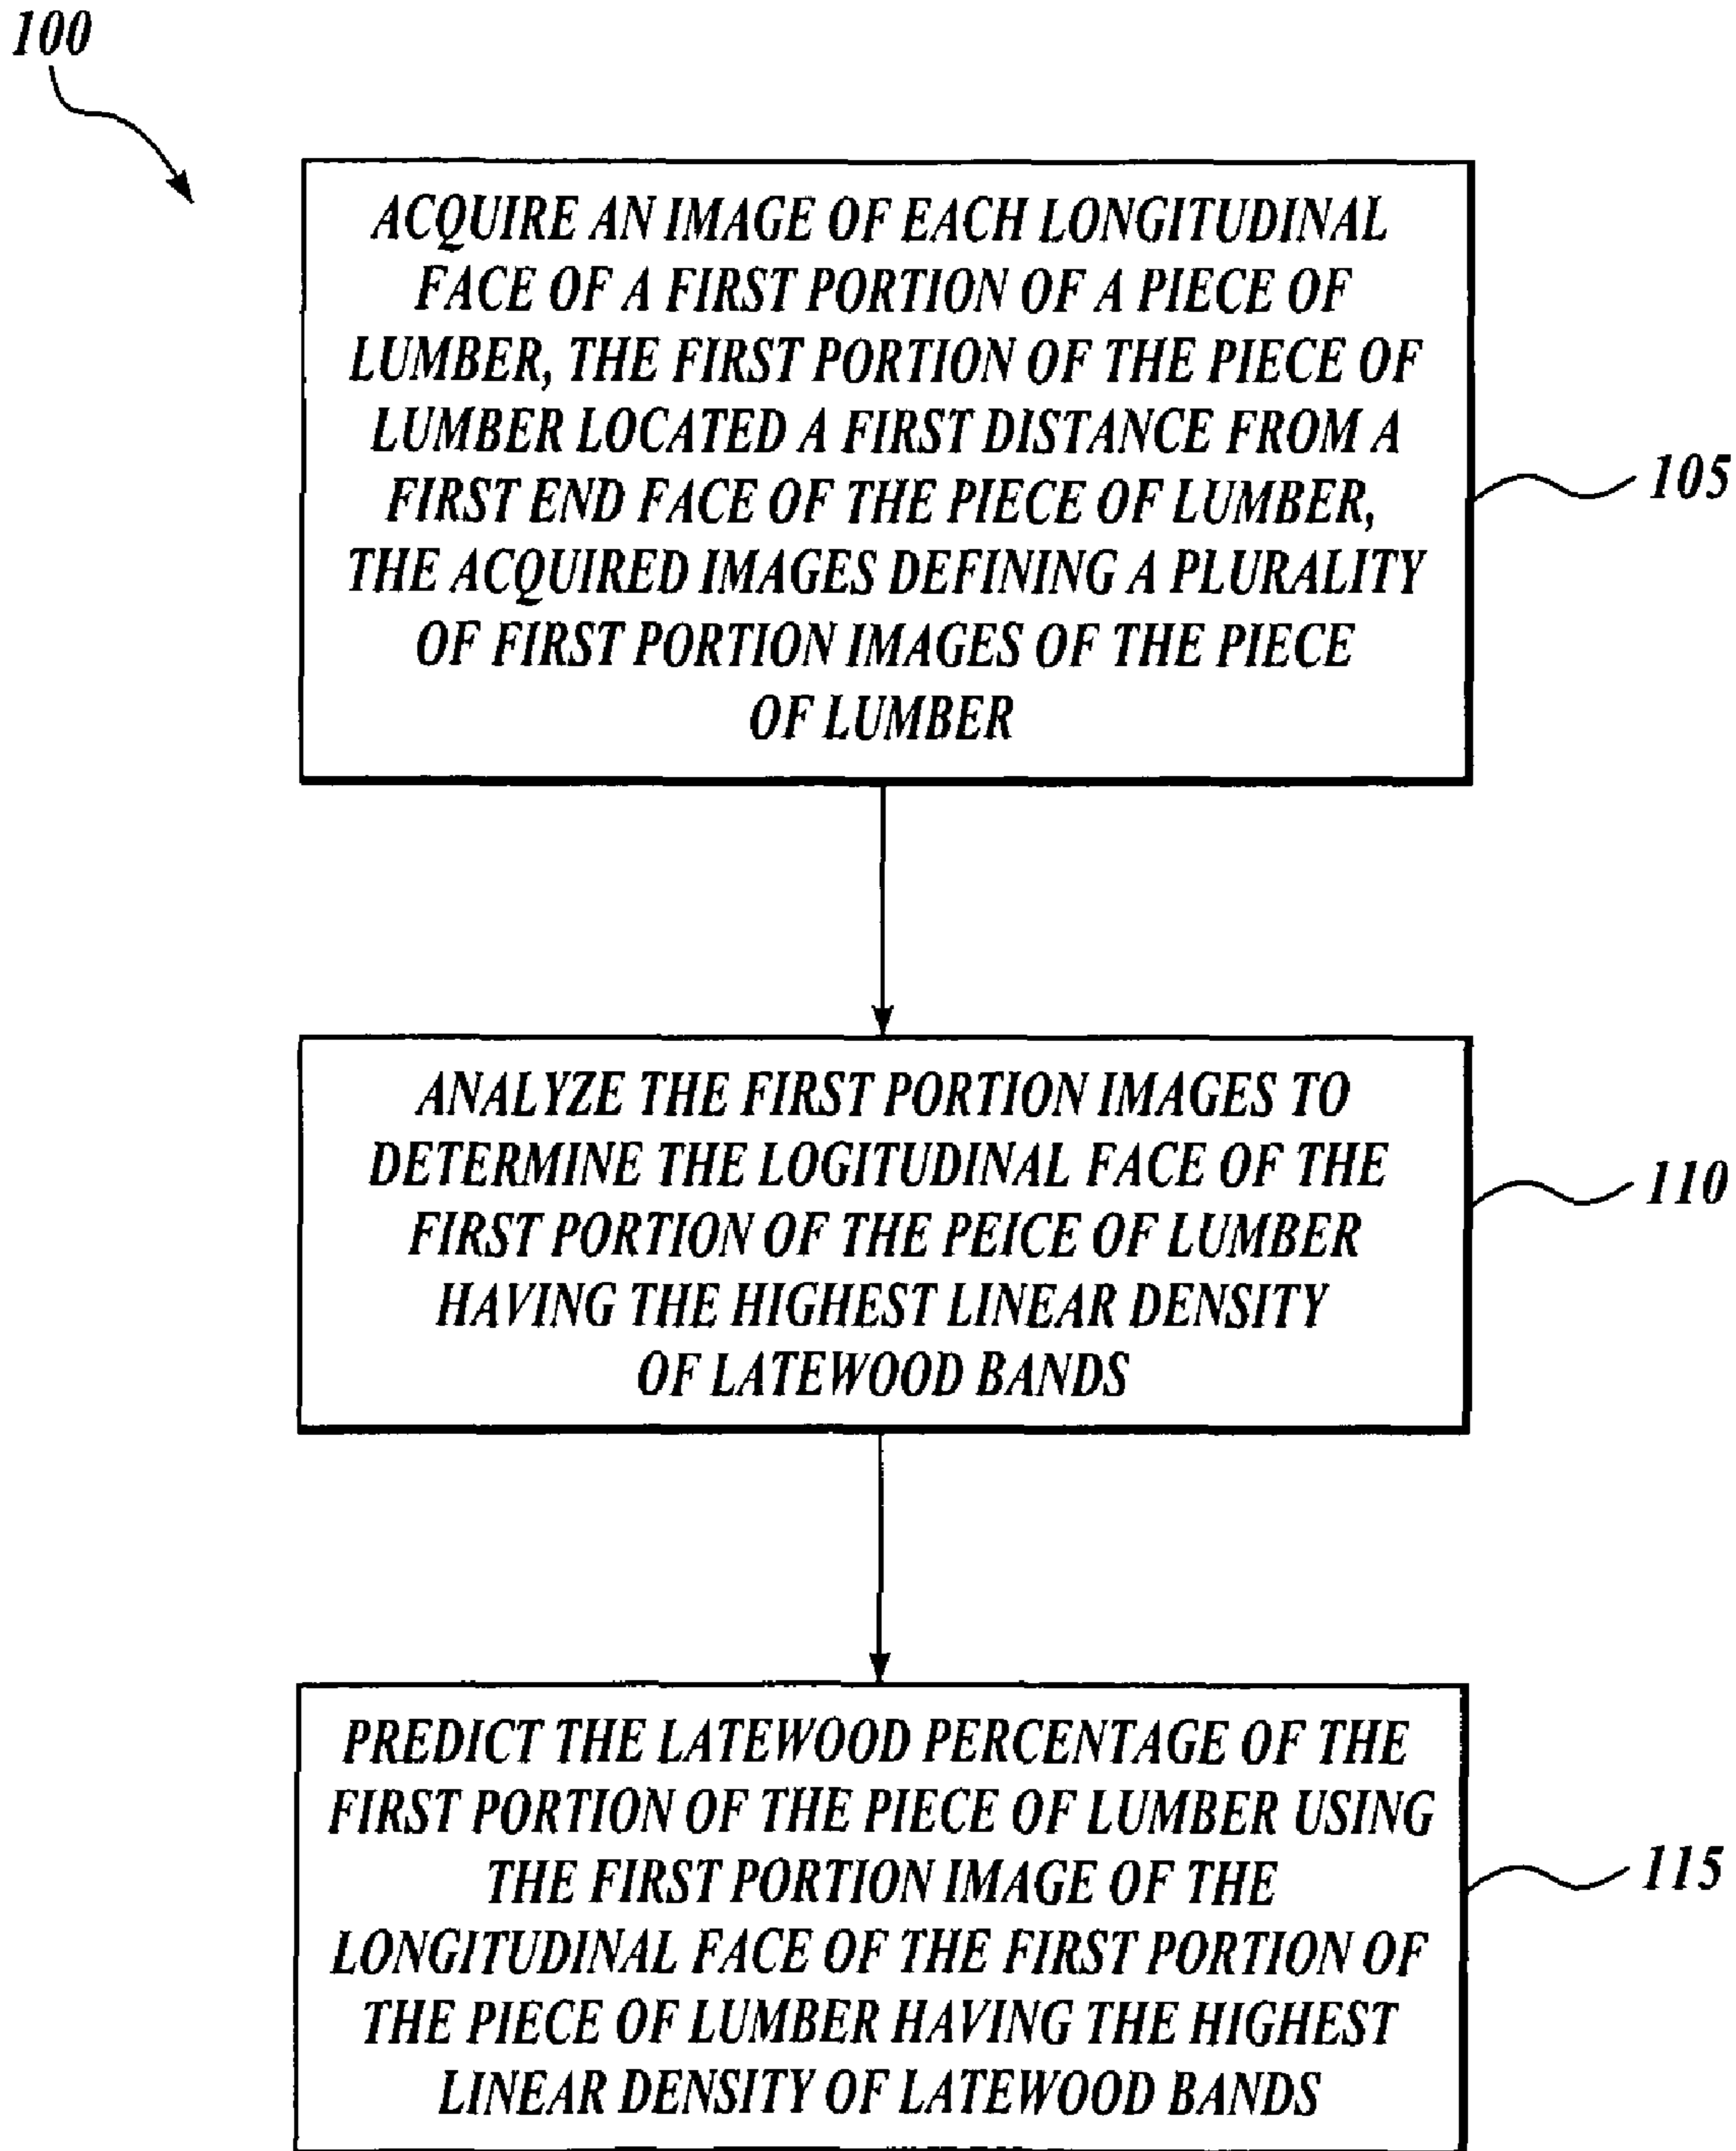 100
ACQUIRE AN IMAGE OF EACH LONGITUDINAL
FACE OF A FIRST PORTION OF A PIECE OF
LUMBER, THE FIRST PORTION OF THE PIECE OF
LUMBER LOCATED A FIRST DISTANCE FROM A
FIRST END FACE OF THE PIECE OF LUMBER,
THE ACQUIRED IMAGES DEFINING A PLURALITY
OF FIRST PORTION IMAGES OF THE PIECE
OF LUMBER
105
ANALYZE THE FIRST PORTION IMAGES TO
DETERMINE THE LOGITUDINAL FACE OF THE
FIRST PORTION OF THE PEICE OF LUMBER
HAVING THE HIGHEST LINEAR DENSITY
OF LATEWOOD BANDS
110
PREDICT THE LATEWOOD PERCENTAGE OF THE
FIRST PORTION OF THE PIECE OF LUMBER USING
THE FIRST PORTION IMAGE OF THE
LONGITUDINAL FACE OF THE FIRST PORTION OF
THE PIECE OF LUMBER HAVING THE HIGHEST
LINEAR DENSITY OF LATEWOOD BANDS
115